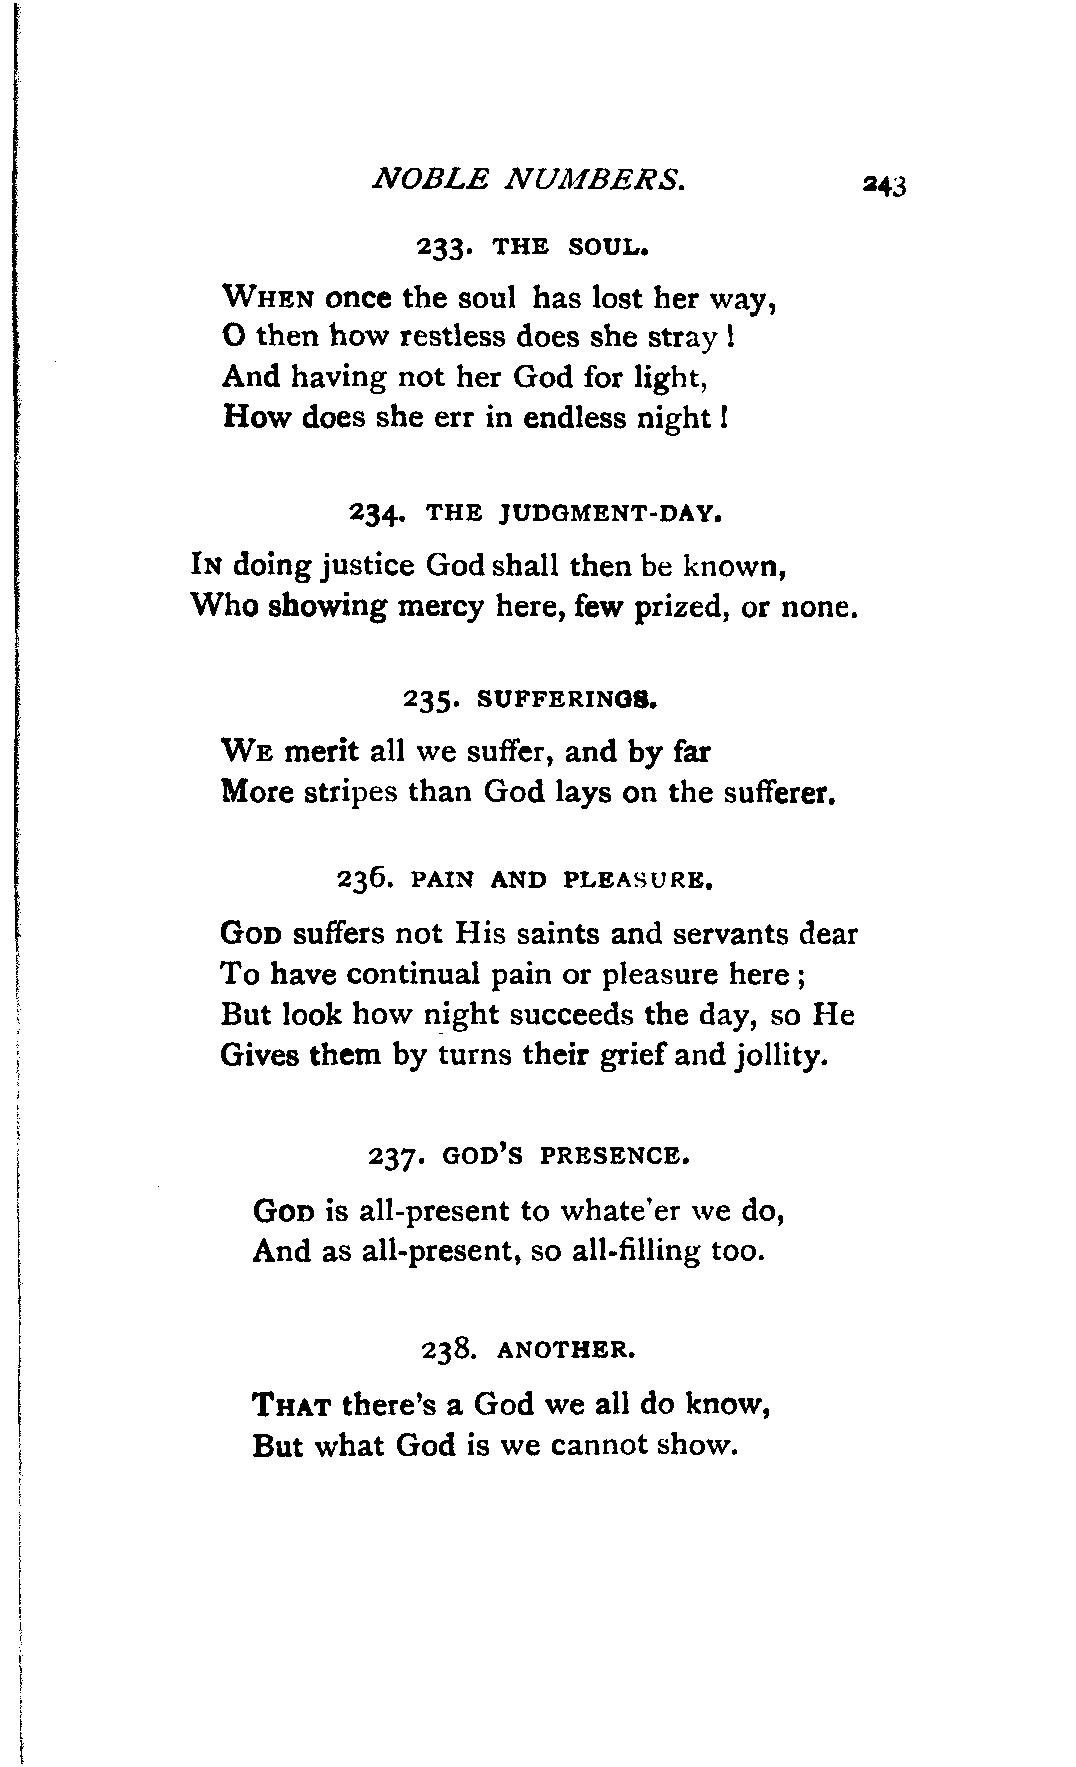 NOBLE NUMBERS. 243
233. THE SOUL.
WHEN once the soul has lost her way,
O then how restless does she stray!
And having not her God for light,
How does she err in endless night!
234. THE JUDGMENT-DAY.
IN doing justice God shall then be known,
Who showing mercy here, few prized, or none.
235. SUFFERINGS.
WE merit all we suffer, and by far
More stripes than God lays on the sufferer.
236. PAIN AND PLEASURE.
GOD suffers not His saints and servants dear
To have continual pain or pleasure here;
But look how night succeeds the day, so He
Gives them by turns their grief and jollity.
237. GOD'S PRESENCE.
GOD is all-present to whate'er we do,
And as all-present, so all-filling too.
238. ANOTHER.
THAT there's a God we all do know,
But what God is we cannot show.